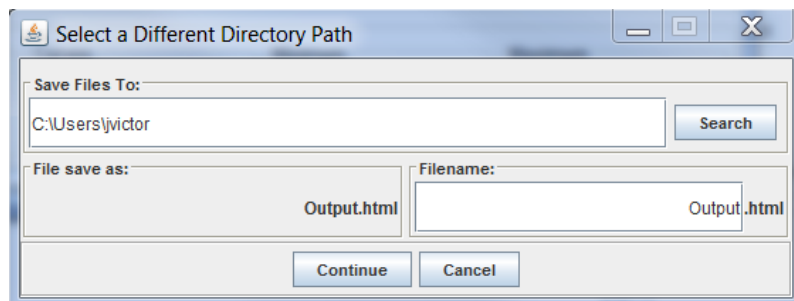 Select a Different Directory Path
Save Files To:
C:\Users\jvictor
Search
File save as:
Output.html
Filename:
Output .html
Continue
Cancel